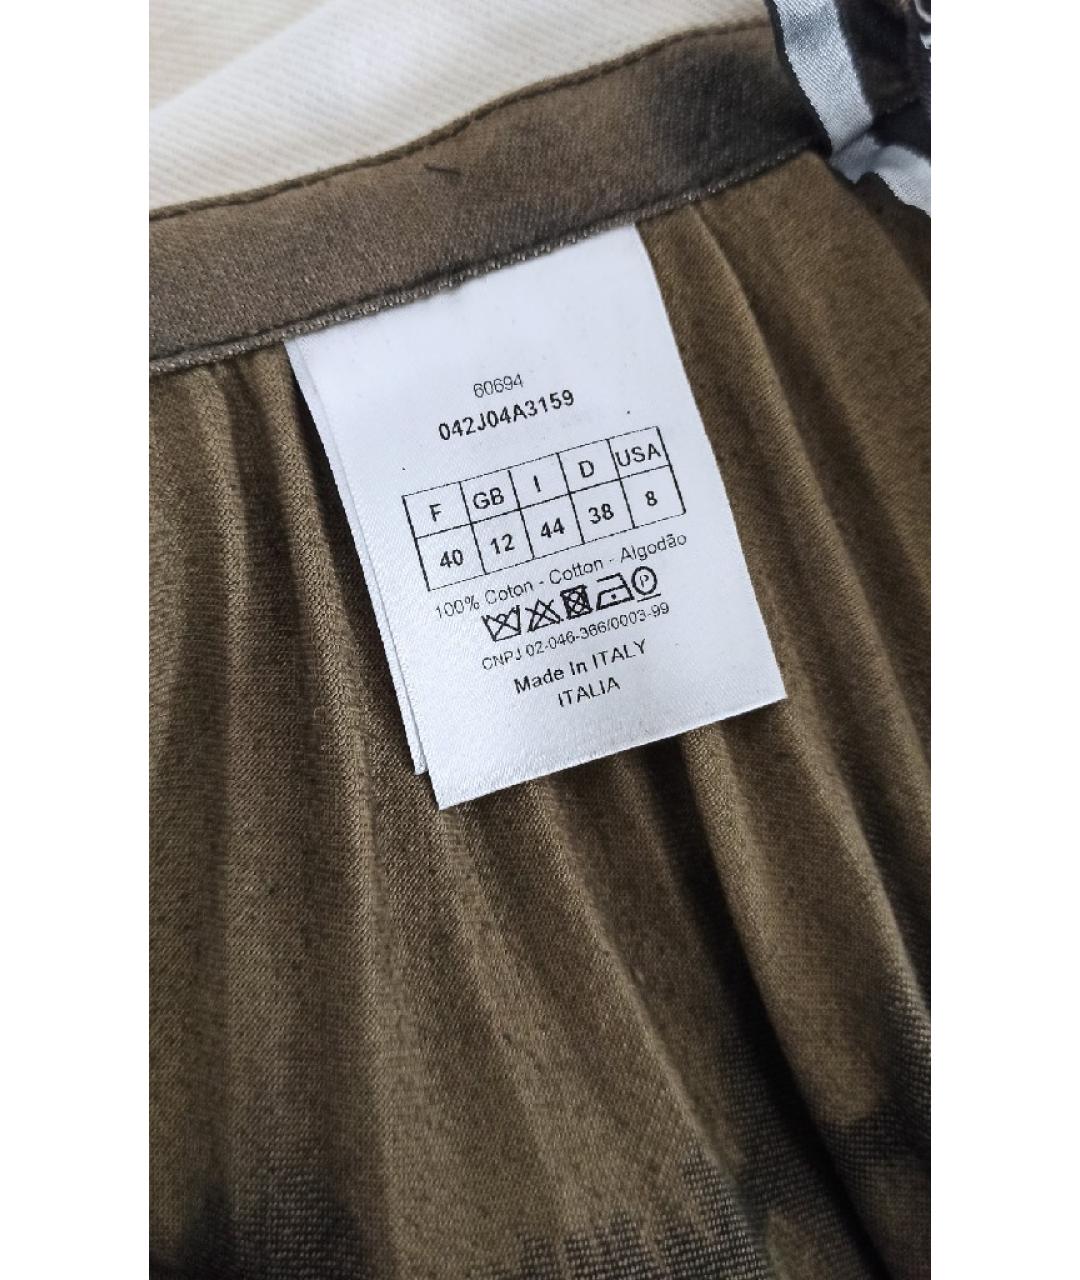 60694
042J04A3159
F GB I D USA
40 12 44 38 8
100% Coton - Cotton - Algodão
P
CNPJ 02-046-366/0003-99
Made In ITALY
ITALIA